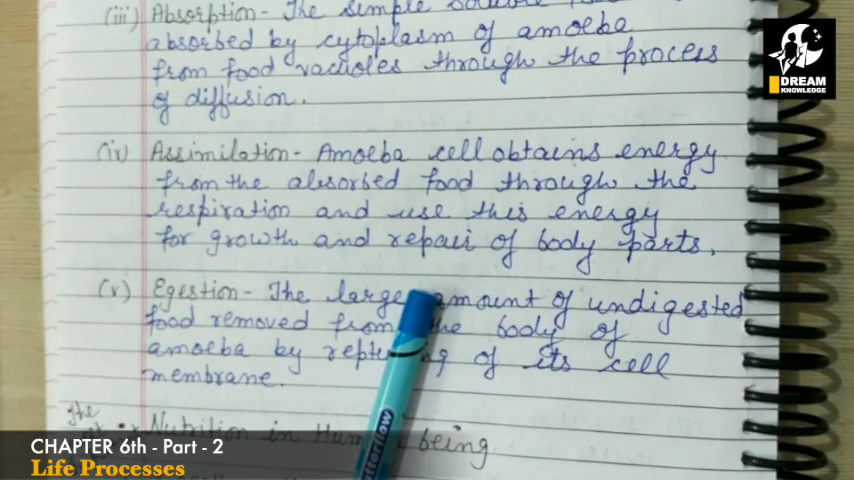 (iii) Absorption - The simple soluble
absorbed by cytoplasm of amoeba
from food vacuoles through the process
of diffusion.
(iv) Assimilation - Amoeba cell obtains energy
from the absorbed food through the
respiration and use this energy
for growth and repair of body parts.
(v) Egestion - The large amount of undigested
food removed from the body of
amoeba by of its cell
membrane.
The
Nutrition in Human being
DREAM
KNOWLEDGE
CHAPTER 6th - Part - 2
Life Processes